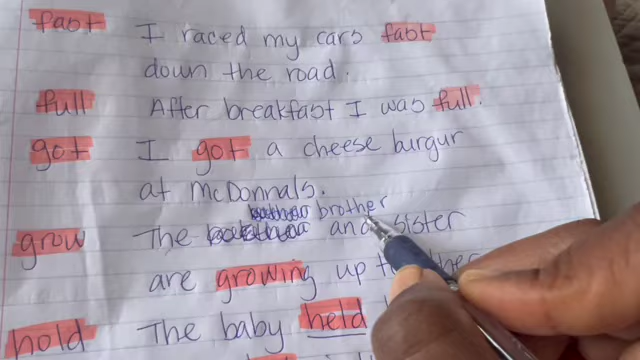 fast I raced my cars fast
down the road.
full After breakfast I was full.
got I got a cheese burgur
at McDonnals.
brother
grow The and sister
are growing up
hold The baby held